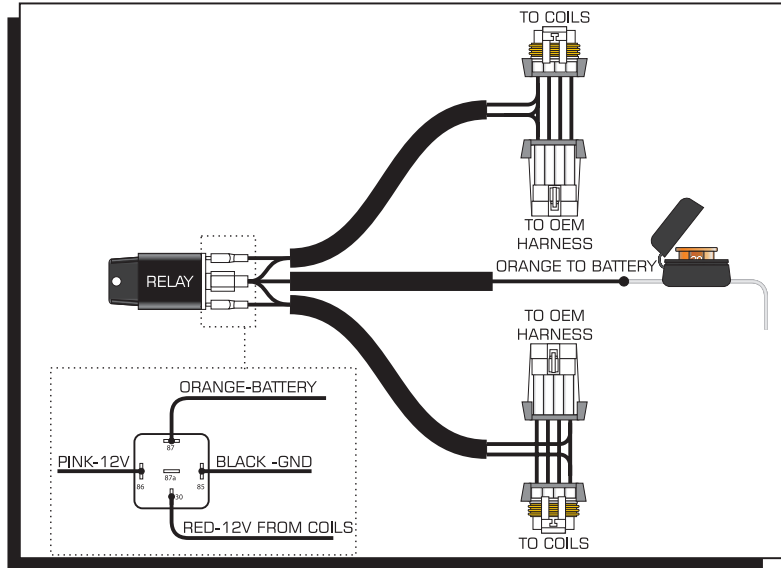 TO COILS
TO OEM
HARNESS
ORANGE TO BATTERY
RELAY
TO OEM
HARNESS
TO COILS
ORANGE-BATTERY
87
PINK-12V
BLACK -GND
86
87a
85
30
RED-12V FROM COILS